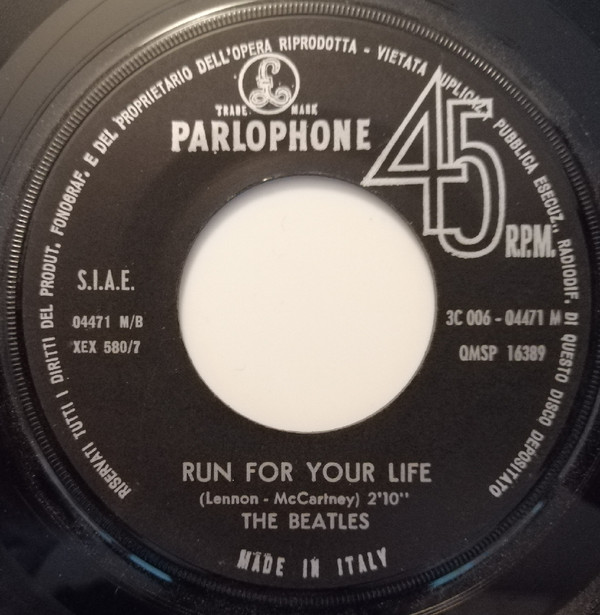 RISERVATI TUTTI I DIRITTI DEL PRODUT. FONOGRAF. E DEL PROPRIETARIO DELL'OPERA RIPRODOTTA - VIETATA PUBBLICA ESECUZ., RADIODIF. DI QUESTO DISCO DEPOSITATO
£
TRADE MARK
PARLOPHONE
45
R.P.M.
S.I.A.E.
04471 M/B
XEX 580/7
3C 006 - 04471 M
QMSP 16389
RUN FOR YOUR LIFE
(Lennon - McCartney) 2'10''
THE BEATLES
MADE IN ITALY